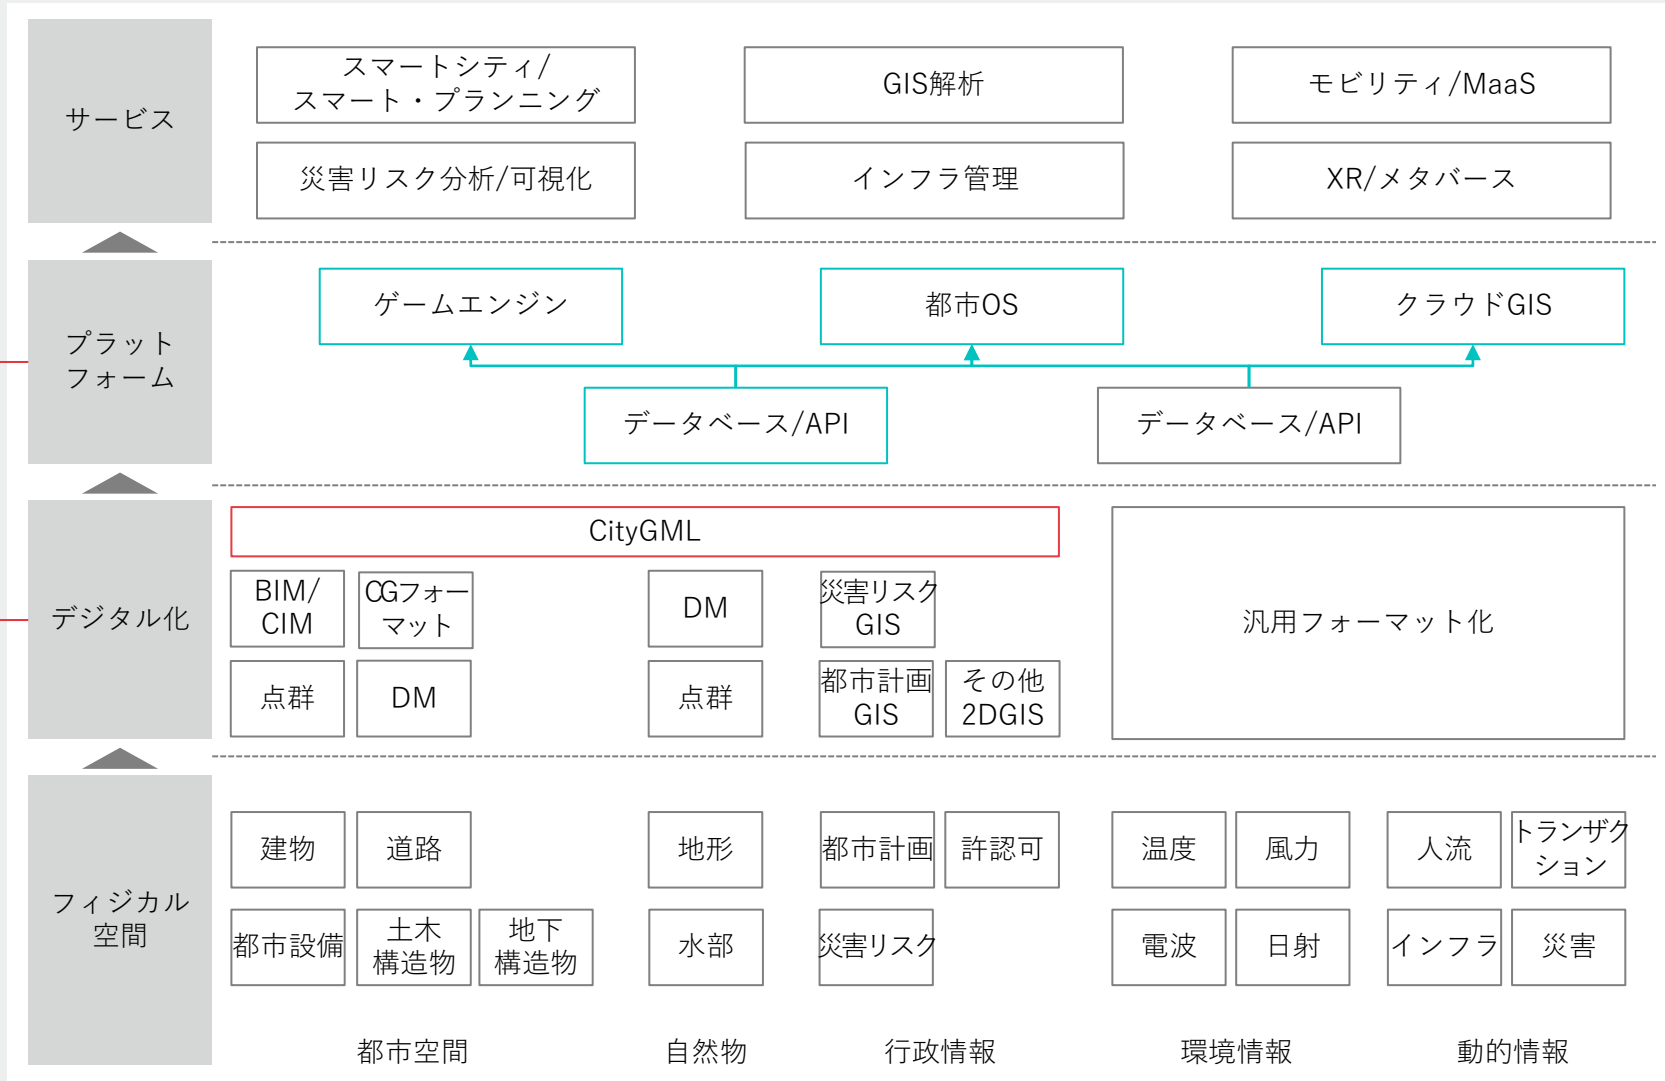 サービス
スマートシティ/
スマート・プランニング
GIS解析
モビリティ/MaaS
災害リスク分析/可視化
インフラ管理
XR/メタバース
プラット
フォーム
ゲームエンジン
都市OS
クラウドGIS
データベース/API
データベース/API
デジタル化
CityGML
BIM/
CIM
CGフォー
マット
DM
災害リスク
GIS
汎用フォーマット化
点群
DM
点群
都市計画
GIS
その他
2DGIS
フィジカル
空間
建物
道路
地形
都市計画
許認可
温度
風力
人流
トランザク
ション
都市設備
土木
構造物
地下
構造物
水部
災害リスク
電波
日射
インフラ
災害
都市空間
自然物
行政情報
環境情報
動的情報